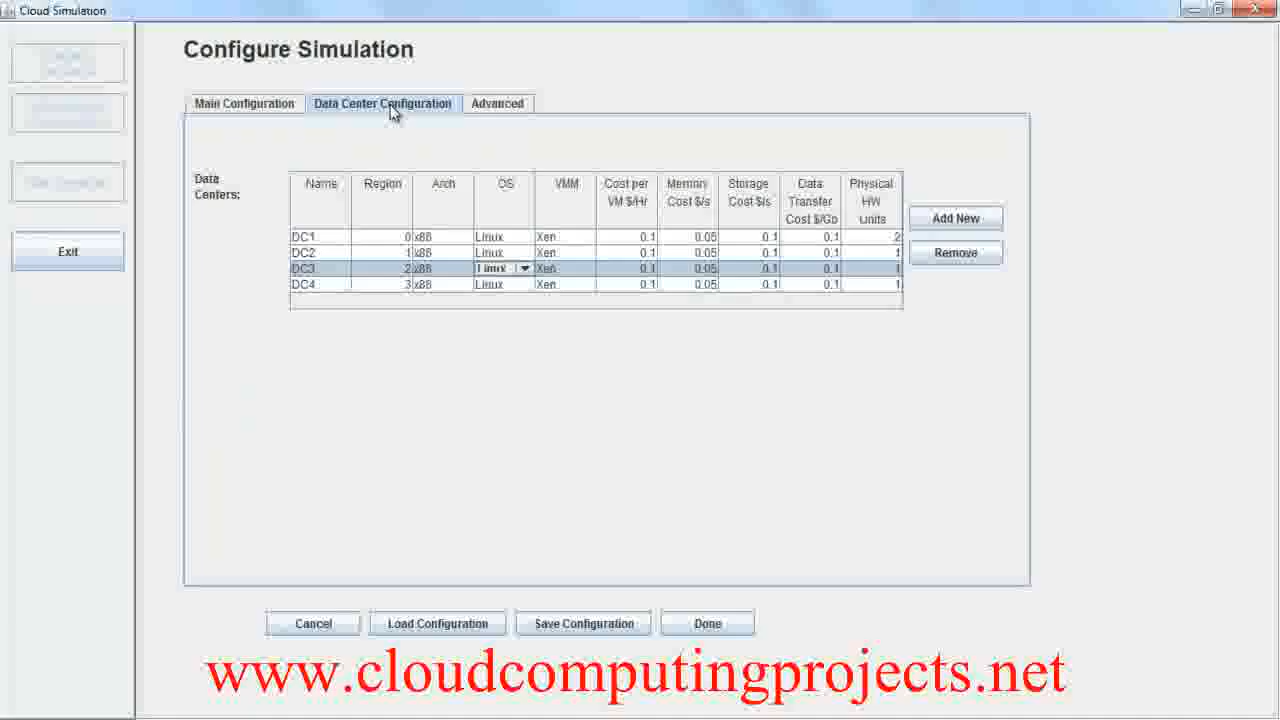 Cloud Simulation
Configure Simulation
Main Configuration Data Center Configuration Advanced
Data
Centers:
Name Region Arch OS VMM Cost per VM $/Hr Memory Cost $/s Storage Cost $/s Data Transfer Cost $/Gb Physical HW Units
DC1 0 x86 Linux Xen 0.1 0.05 0.1 0.1 2
DC2 1 x86 Linux Xen 0.1 0.05 0.1 0.1 1
DC3 2 x86 Linux Xen 0.1 0.05 0.1 0.1 1
DC4 3 x86 Linux Xen 0.1 0.05 0.1 0.1 1
Add New
Remove
Exit
Cancel Load Configuration Save Configuration Done
www.cloudcomputingprojects.net